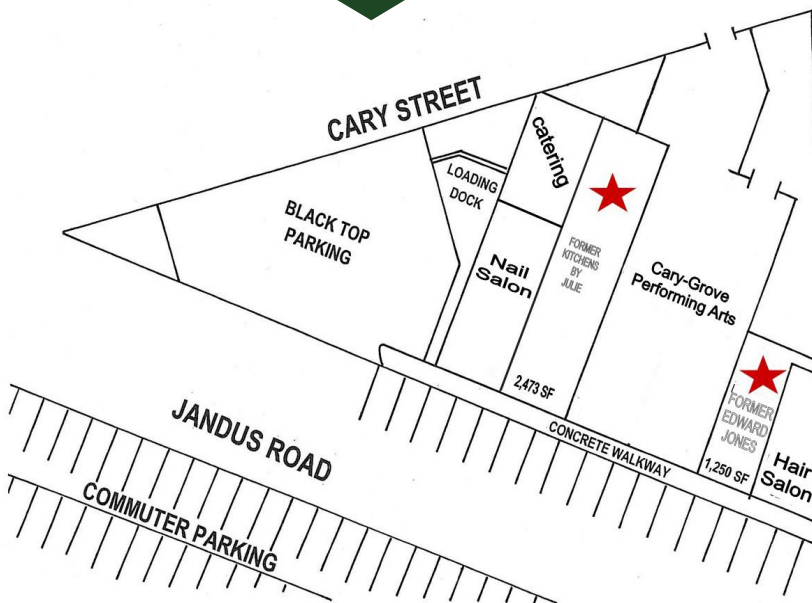 CARY STREET
catering
LOADING
DOCK
BLACK TOP
PARKING
FORMER
KITCHENS
BY
JULIE
Nail
Salon
Cary-Grove
Performing Arts
2,473 SF
L
FORMER
EDWARD
JONES
1,250 SF
Hair
Salon
CONCRETE WALKWAY
JANDUS ROAD
COMMUTER PARKING